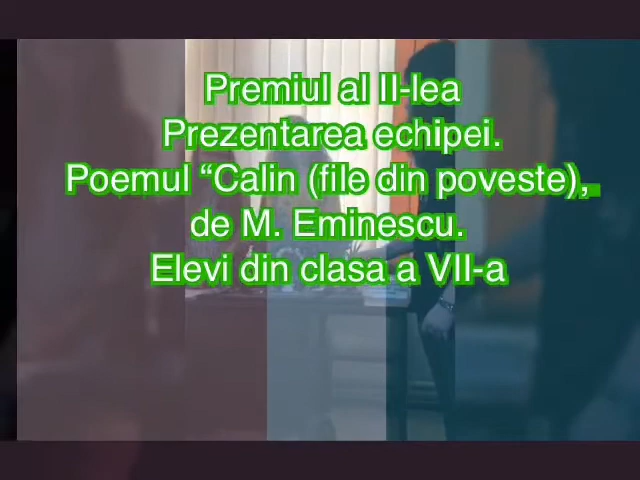 Premiul al II-lea
Prezentarea echipei.
Poemul “Calin (file din poveste),
de M. Eminescu.
Elevi din clasa a VII-a